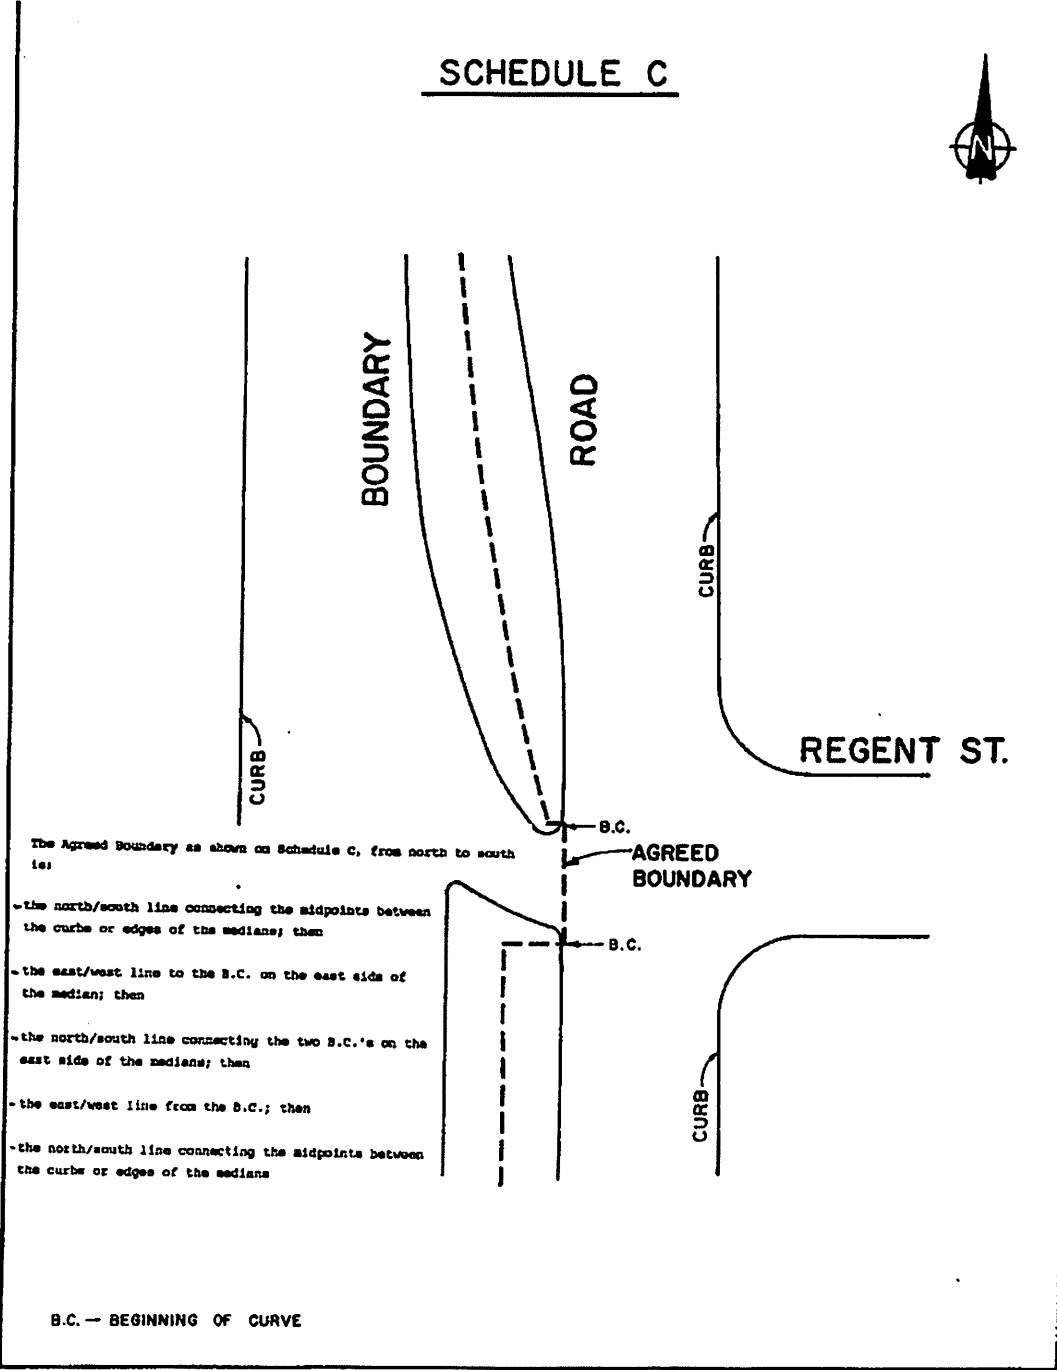 SCHEDULE C
N
BOUNDARY
ROAD
CURB
CURB
REGENT ST.
B.C.
AGREED
BOUNDARY
B.C.
CURB
The Agreed Boundary as shown on Schedule C, from north to south
is:
-the north/south line connecting the midpoints between
the curbs or edges of the medians; then
-the east/west line to the B.C. on the east side of
the median; then
-the north/south line connecting the two B.C.'s on the
east side of the medians; then
-the east/west line from the B.C.; then
-the north/south line connecting the midpoints between
the curbs or edges of the medians
B.C. — BEGINNING OF CURVE